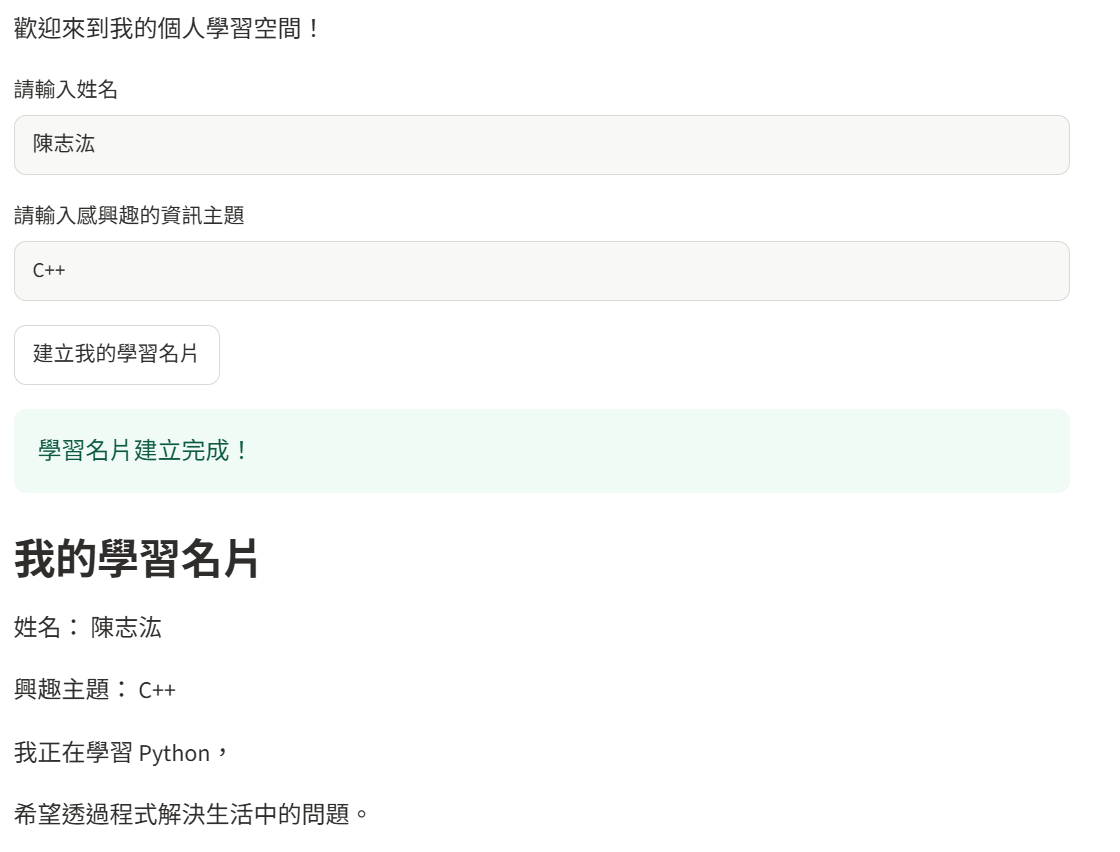 歡迎來到我的個人學習空間！
請輸入姓名
陳志汯
請輸入感興趣的資訊主題
C++
建立我的學習名片
學習名片建立完成！
我的學習名片
姓名： 陳志汯
興趣主題： C++
我正在學習 Python，
希望透過程式解決生活中的問題。